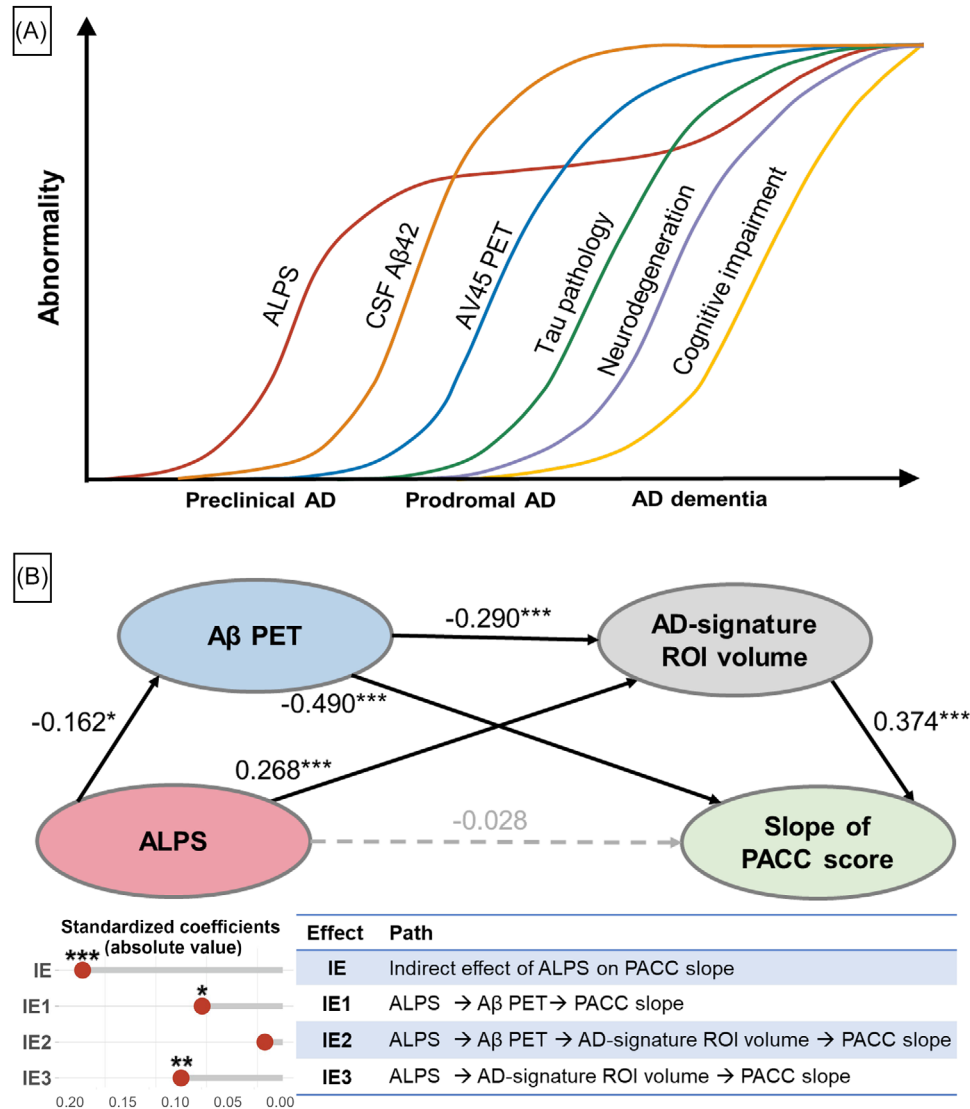 (A)
Abnormality
ALPS
CSF Aβ42
AV45 PET
Tau pathology
Neurodegeneration
Cognitive impairment
Preclinical AD
Prodromal AD
AD dementia
(B)
Aβ PET
-0.290***
AD-signature
ROI volume
-0.490***
-0.162*
0.374***
0.268***
ALPS
-0.028
Slope of
PACC score
Standardized coefficients
(absolute value)
IE
***
IE1
*
IE2
IE3
**
0.20 0.15 0.10 0.05 0.00
Effect Path
IE Indirect effect of ALPS on PACC slope
IE1 ALPS → Aβ PET→ PACC slope
IE2 ALPS → Aβ PET → AD-signature ROI volume → PACC slope
IE3 ALPS → AD-signature ROI volume → PACC slope